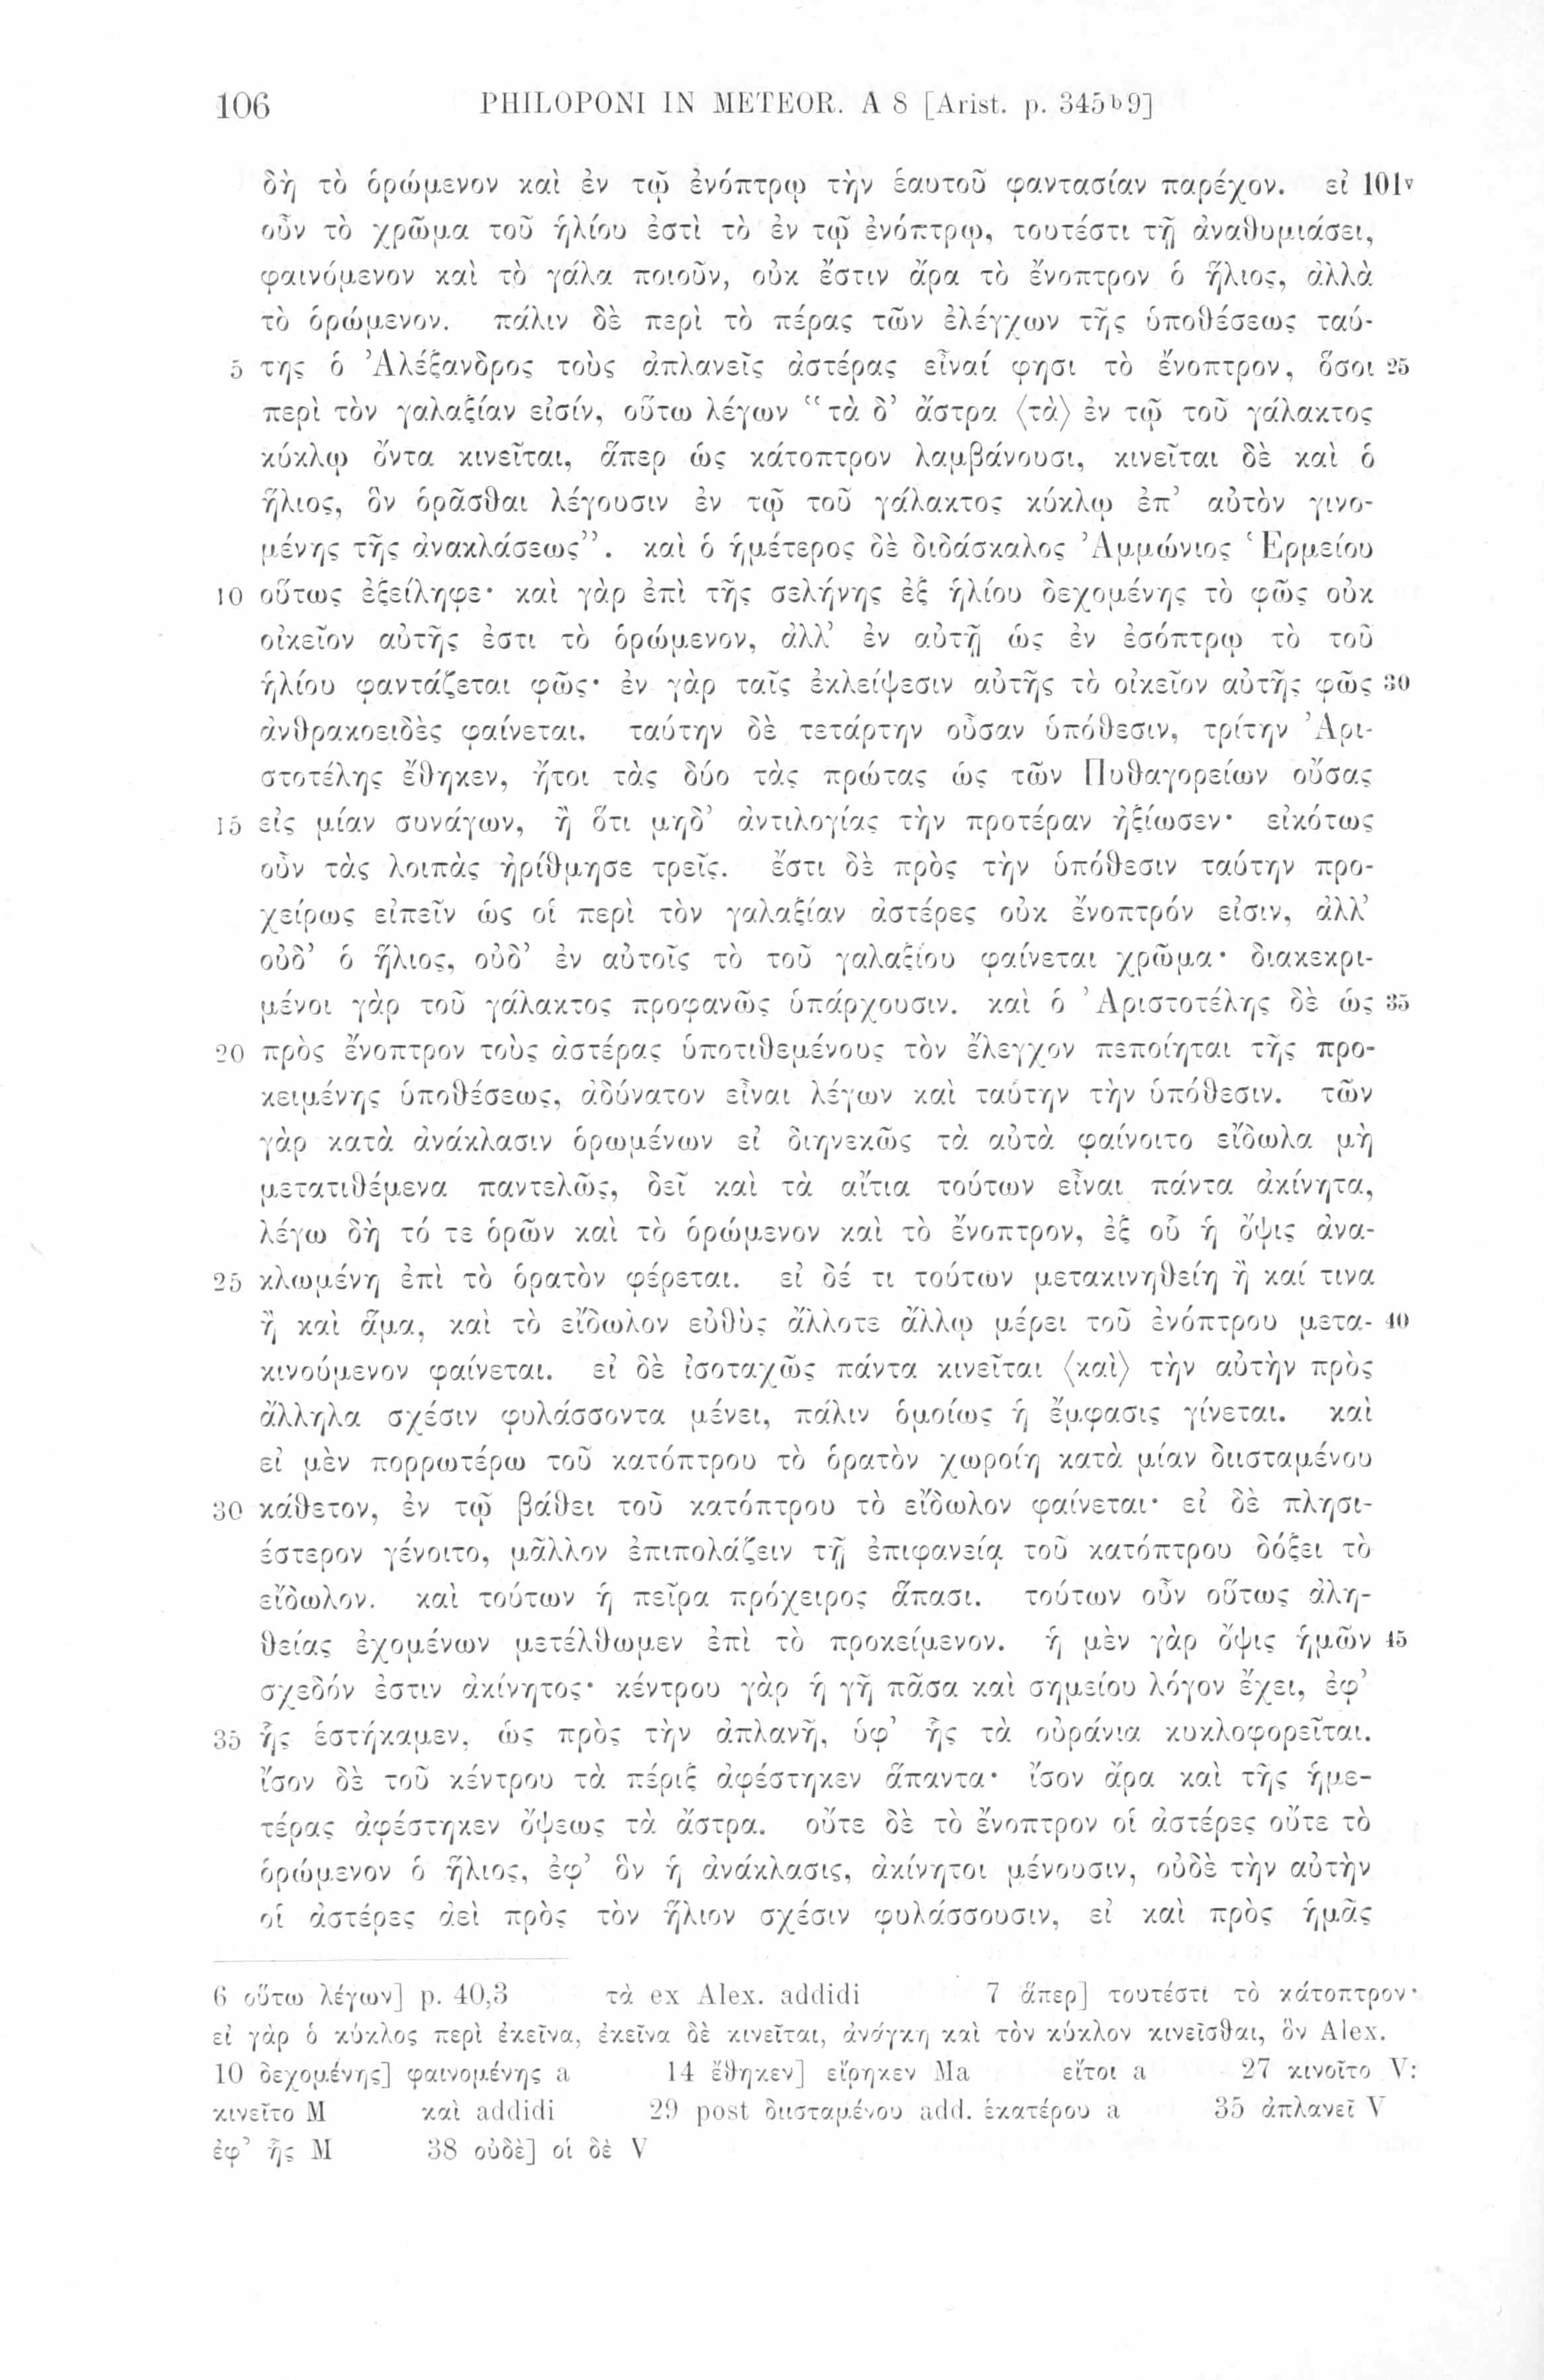 106 PHILOPONI IN METEOR. A 8 [Arist. p. 345ᵇ9]
δὴ τὸ ὁρώμενον καὶ ἐν τῷ ἐνόπτρῳ τὴν ἑαυτοῦ φαντασίαν παρέχον. εἰ 101ᵛ
οὖν τὸ χρῶμα τοῦ ἡλίου ἐστὶ τὸ ἐν τῷ ἐνόπτρῳ, τουτέστι τῇ ἀναθυμιάσει,
φαινόμενον καὶ τὸ γάλα ποιοῦν, οὐκ ἔστιν ἄρα τὸ ἔνοπτρον ὁ ἥλιος, ἀλλὰ
τὸ ὁρώμενον. πάλιν δὲ περὶ τὸ πέρας τῶν ἐλέγχων τῆς ὑποθέσεως ταύ-
5 της ὁ Ἀλέξανδρος τοὺς ἀπλανεῖς ἀστέρας εἶναί φησι τὸ ἔνοπτρον, ὅσοι 25
περὶ τὸν γαλαξίαν εἰσίν, οὕτω λέγων “τὰ δ’ ἄστρα ⟨τὰ⟩ ἐν τῷ τοῦ γάλακτος
κύκλῳ ὄντα κινεῖται, ἅπερ ὡς κάτοπτρον λαμβάνουσι, κινεῖται δὲ καὶ ὁ
ἥλιος, ὃν ὁρᾶσθαι λέγουσιν ἐν τῷ τοῦ γάλακτος κύκλῳ ἐπ’ αὐτὸν γινο-
μένης τῆς ἀνακλάσεως”. καὶ ὁ ἡμέτερος δὲ διδάσκαλος Ἀμμώνιος Ἑρμείου
10 οὕτως ἐξείληφε· καὶ γὰρ ἐπὶ τῆς σελήνης ἐξ ἡλίου δεχομένης τὸ φῶς οὐκ
οἰκεῖον αὐτῆς ἐστι τὸ ὁρώμενον, ἀλλ’ ἐν αὐτῇ ὡς ἐν ἐσόπτρῳ τὸ τοῦ
ἡλίου φαντάζεται φῶς· ἐν γὰρ ταῖς ἐκλείψεσιν αὐτῆς τὸ οἰκεῖον αὐτῆς φῶς 30
ἀνθρακοειδὲς φαίνεται. ταύτην δὲ τετάρτην οὖσαν ὑπόθεσιν, τρίτην Ἀρι-
στοτέλης ἔθηκεν, ἤτοι τὰς δύο τὰς πρώτας ὡς τῶν Πυθαγορείων οὔσας
15 εἰς μίαν συνάγων, ἢ ὅτι μηδ’ ἀντιλογίας τὴν προτέραν ἠξίωσεν· εἰκότως
οὖν τὰς λοιπὰς ἠρίθμησε τρεῖς. ἔστι δὲ πρὸς τὴν ὑπόθεσιν ταύτην προ-
χείρως εἰπεῖν ὡς οἱ περὶ τὸν γαλαξίαν ἀστέρες οὐκ ἔνοπτρόν εἰσιν, ἀλλ’
οὐδ’ ὁ ἥλιος, οὐδ’ ἐν αὐτοῖς τὸ τοῦ γαλαξίου φαίνεται χρῶμα· διακεκρι-
μένοι γὰρ τοῦ γάλακτος προφανῶς ὑπάρχουσιν. καὶ ὁ Ἀριστοτέλης δὲ ὡς 35
20 πρὸς ἔνοπτρον τοὺς ἀστέρας ὑποτιθεμένους τὸν ἔλεγχον πεποίηται τῆς προ-
κειμένης ὑποθέσεως, ἀδύνατον εἶναι λέγων καὶ ταύτην τὴν ὑπόθεσιν. τῶν
γὰρ κατὰ ἀνάκλασιν ὁρωμένων εἰ διηνεκῶς τὰ αὐτὰ φαίνοιτο εἴδωλα μὴ
μετατιθέμενα παντελῶς, δεῖ καὶ τὰ αἴτια τούτων εἶναι πάντα ἀκίνητα,
λέγω δὴ τό τε ὁρῶν καὶ τὸ ὁρώμενον καὶ τὸ ἔνοπτρον, ἐξ οὗ ἡ ὄψις ἀνα-
25 κλωμένη ἐπὶ τὸ ὁρατὸν φέρεται. εἰ δέ τι τούτων μετακινηθείη ἢ καί τινα
ἢ καὶ ἅμα, καὶ τὸ εἴδωλον εὐθὺς ἄλλοτε ἄλλῳ μέρει τοῦ ἐνόπτρου μετα- 40
κινούμενον φαίνεται. εἰ δὲ ἰσοταχῶς πάντα κινεῖται ⟨καὶ⟩ τὴν αὐτὴν πρὸς
ἄλληλα σχέσιν φυλάσσοντα μένει, πάλιν ὁμοίως ἡ ἔμφασις γίνεται. καὶ
εἰ μὲν πορρωτέρω τοῦ κατόπτρου τὸ ὁρατὸν χωροίη κατὰ μίαν διισταμένου
30 κάθετον, ἐν τῷ βάθει τοῦ κατόπτρου τὸ εἴδωλον φαίνεται· εἰ δὲ πλησι-
έστερον γένοιτο, μᾶλλον ἐπιπολάζειν τῇ ἐπιφανείᾳ τοῦ κατόπτρου δόξει τὸ
εἴδωλον. καὶ τούτων ἡ πεῖρα πρόχειρος ἅπασι. τούτων οὖν οὕτως ἀλη-
θείας ἐχομένων μετέλθωμεν ἐπὶ τὸ προκείμενον. ἡ μὲν γὰρ ὄψις ἡμῶν 45
σχεδόν ἐστιν ἀκίνητος· κέντρου γὰρ ἡ γῆ πᾶσα καὶ σημείου λόγον ἔχει, ἐφ’
35 ἧς ἑστήκαμεν, ὡς πρὸς τὴν ἀπλανῆ, ὑφ’ ἧς τὰ οὐράνια κυκλοφορεῖται.
ἴσον δὲ τοῦ κέντρου τὰ πέριξ ἀφέστηκεν ἅπαντα· ἴσον ἄρα καὶ τῆς ἡμε-
τέρας ἀφέστηκεν ὄψεως τὰ ἄστρα. οὔτε δὲ τὸ ἔνοπτρον οἱ ἀστέρες οὔτε τὸ
ὁρώμενον ὁ ἥλιος, ἐφ’ ὃν ἡ ἀνάκλασις, ἀκίνητοι μένουσιν, οὐδὲ τὴν αὐτὴν
οἱ ἀστέρες ἀεὶ πρὸς τὸν ἥλιον σχέσιν φυλάσσουσιν, εἰ καὶ πρὸς ἡμᾶς
6 οὕτω λέγων] p. 40,3 τὰ ex Alex. addidi 7 ἅπερ] τουτέστι τὸ κάτοπτρον·
εἰ γὰρ ὁ κύκλος περὶ ἐκεῖνα, ἐκεῖνα δὲ κινεῖται, ἀνάγκη καὶ τὸν κύκλον κινεῖσθαι, ὃν Alex.
10 δεχομένης] φαινομένης a 14 ἔθηκεν] εἴρηκεν Ma εἴτοι a 27 κινοῖτο V:
κινεῖτο M καὶ addidi 29 post διισταμένου add. ἑκατέρου a 35 ἀπλανεῖ V
ἐφ’ ἧς M 38 οὐδὲ] οἱ δὲ V